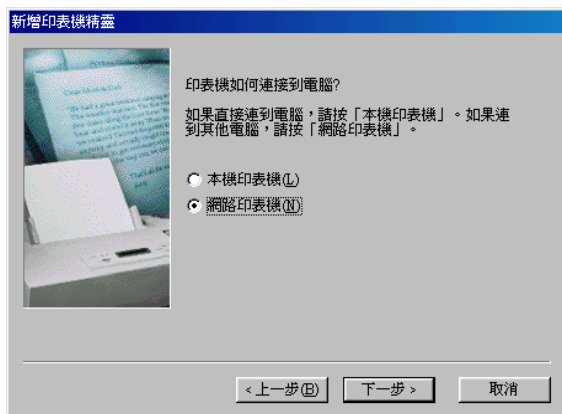 新增印表機精靈
印表機如何連接到電腦?
如果直接連到電腦，請按「本機印表機」。如果連
到其他電腦，請按「網路印表機」。
本機印表機(L)
網路印表機(N)
<上一步(B)
下一步>
取消